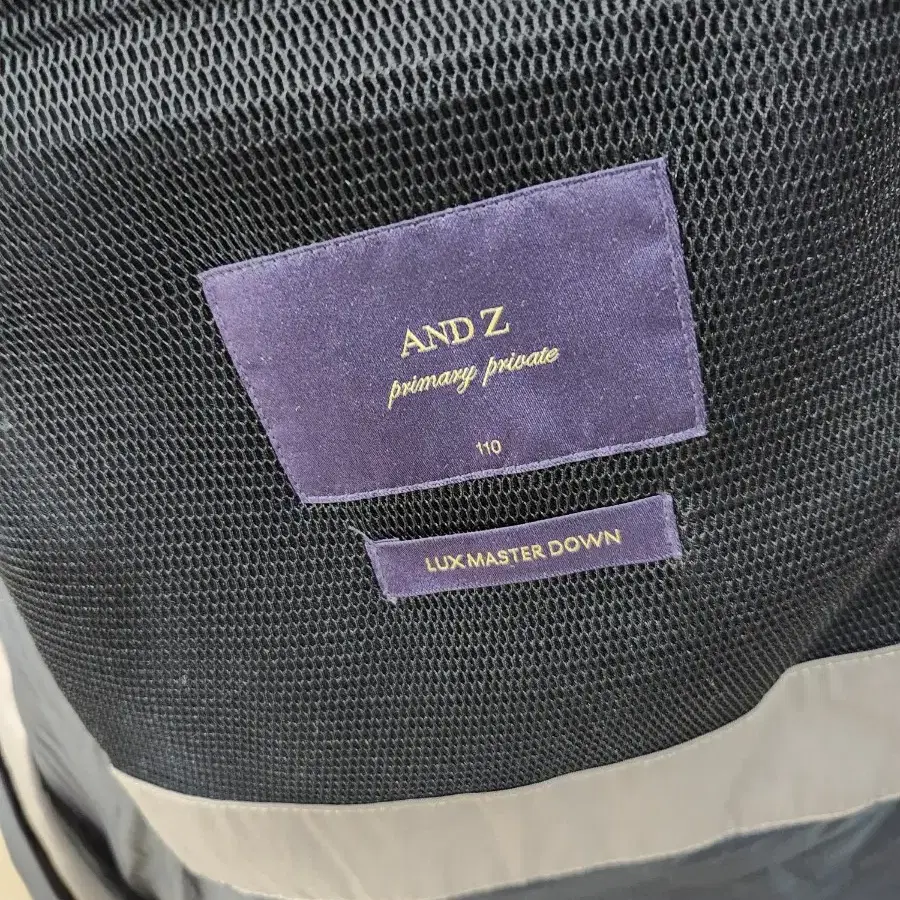 AND Z
primary private
110
LUX MASTER DOWN